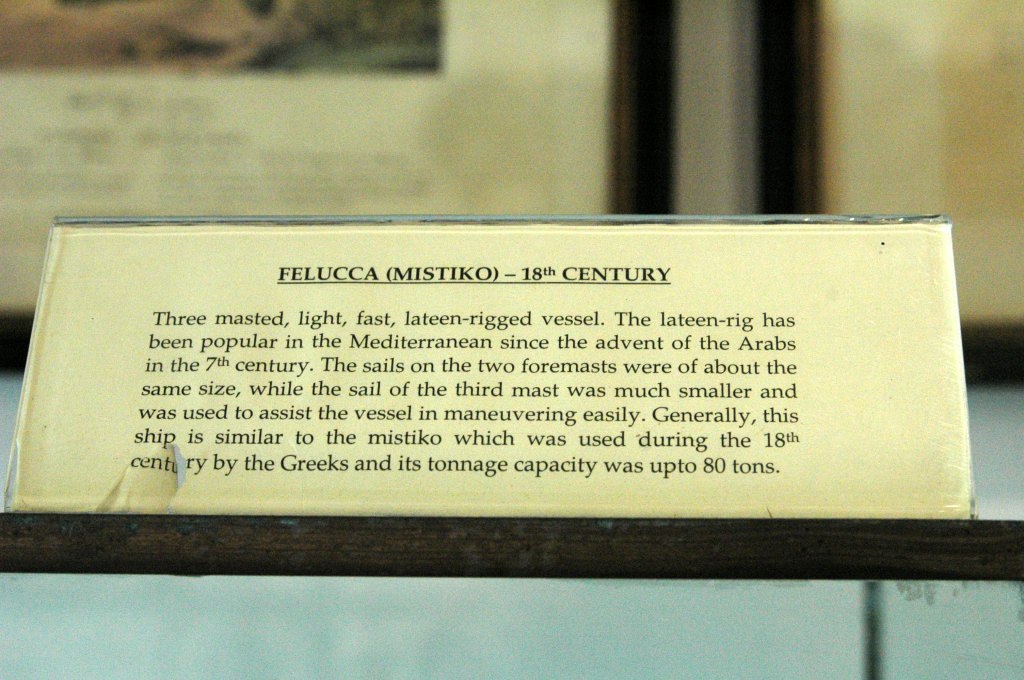 FELUCCA (MISTIKO) – 18th CENTURY
Three masted, light, fast, lateen-rigged vessel. The lateen-rig has
been popular in the Mediterranean since the advent of the Arabs
in the 7th century. The sails on the two foremasts were of about the
same size, while the sail of the third mast was much smaller and
was used to assist the vessel in maneuvering easily. Generally, this
ship is similar to the mistiko which was used during the 18th
century by the Greeks and its tonnage capacity was upto 80 tons.